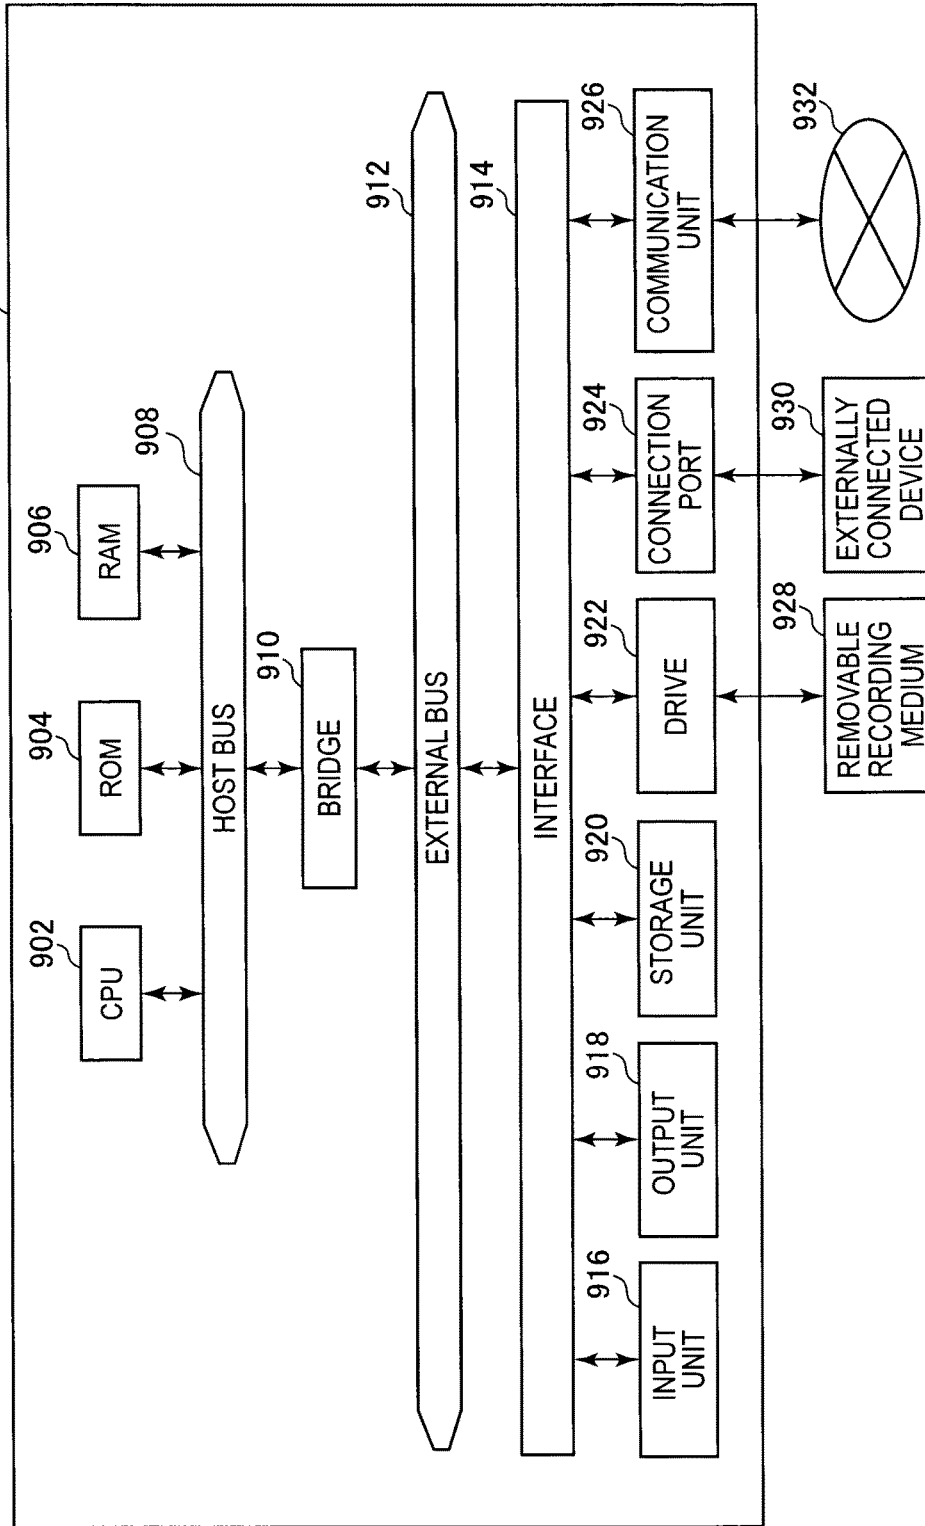 902
CPU
904
ROM
906
RAM
908
HOST BUS
910
BRIDGE
912
EXTERNAL BUS
914
INTERFACE
916
INPUT
UNIT
918
OUTPUT
UNIT
920
STORAGE
UNIT
922
DRIVE
924
CONNECTION
PORT
926
COMMUNICATION
UNIT
928
REMOVABLE
RECORDING
MEDIUM
930
EXTERNALLY
CONNECTED
DEVICE
932